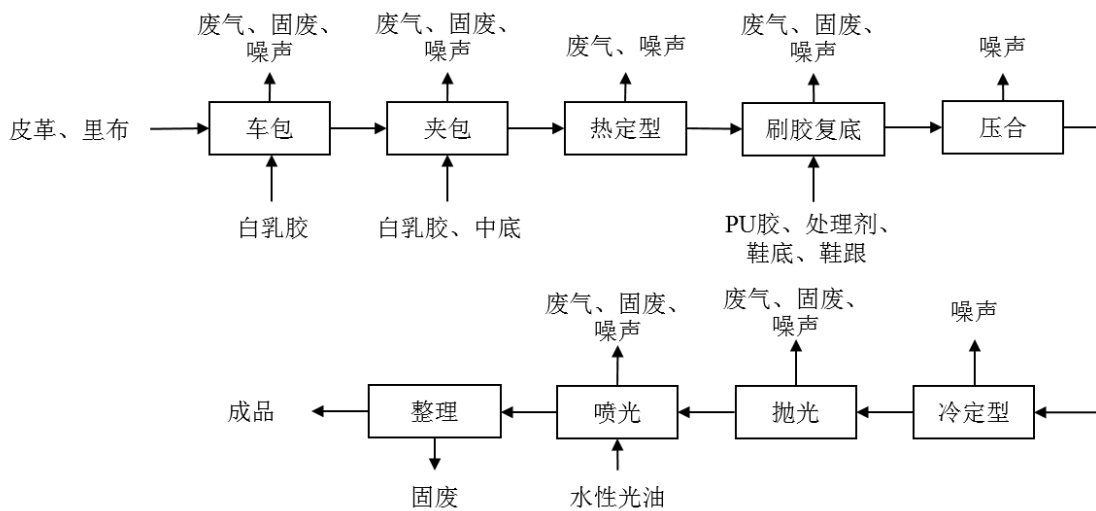 废气、固废、
噪声
废气、固废、
噪声
废气、噪声
废气、固废、
噪声
噪声
皮革、里布
车包
夹包
热定型
刷胶复底
压合
白乳胶
白乳胶、中底
PU胶、处理剂、
鞋底、鞋跟
废气、固废、
噪声
废气、固废、
噪声
噪声
成品
整理
喷光
抛光
冷定型
固废
水性光油